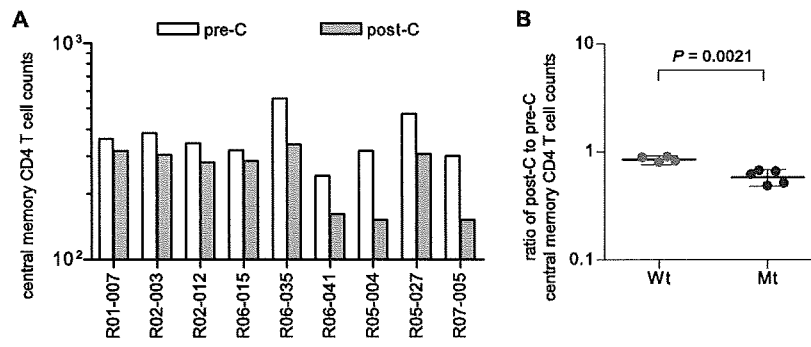 A
pre-C
post-C
central memory CD4 T cell counts
10³
10²
R01-007
R02-003
R02-012
R06-015
R06-035
R06-041
R05-004
R05-027
R07-005
B
ratio of post-C to pre-C
central memory CD4 T cell counts
10
1
0.1
P = 0.0021
Wt
Mt